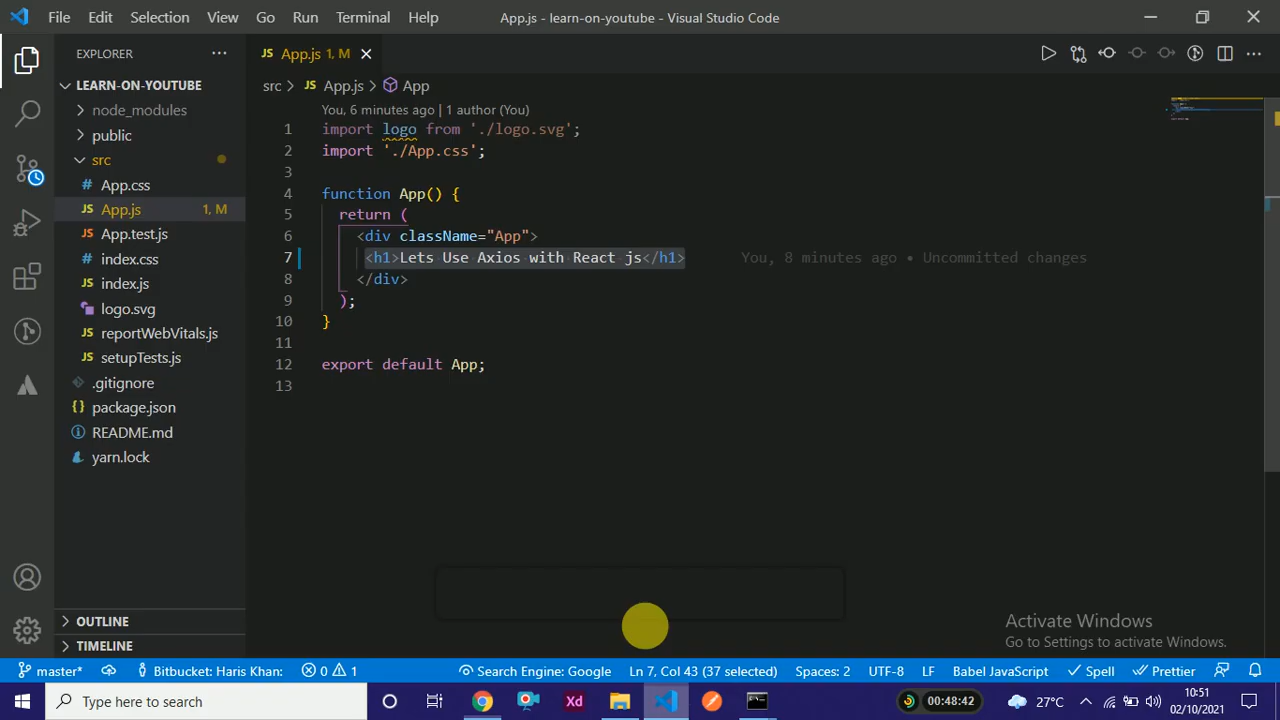 File Edit Selection View Go Run Terminal Help App.js - learn-on-youtube - Visual Studio Code
EXPLORER ···
JS App.js 1, M
LEARN-ON-YOUTUBE
node_modules
public
src
# App.css
JS App.js 1, M
JS App.test.js
# index.css
JS index.js
logo.svg
JS reportWebVitals.js
JS setupTests.js
.gitignore
{} package.json
README.md
yarn.lock
OUTLINE
TIMELINE
src > JS App.js > App
You, 6 minutes ago | 1 author (You)
1 import logo from './logo.svg';
2 import './App.css';
3
4 function App() {
5 return (
6 <div className="App">
7 <h1>Lets·Use·Axios·with·React·js</h1> You, 8 minutes ago • Uncommitted changes
8 </div>
9 );
10 }
11
12 export default App;
13
Activate Windows
Go to Settings to activate Windows.
master* Bitbucket: Haris Khan: 0 1 Search Engine: Google Ln 7, Col 43 (37 selected) Spaces: 2 UTF-8 LF Babel JavaScript Spell Prettier
Type here to search Xd 00:48:42 27°C 10:51
02/10/2021